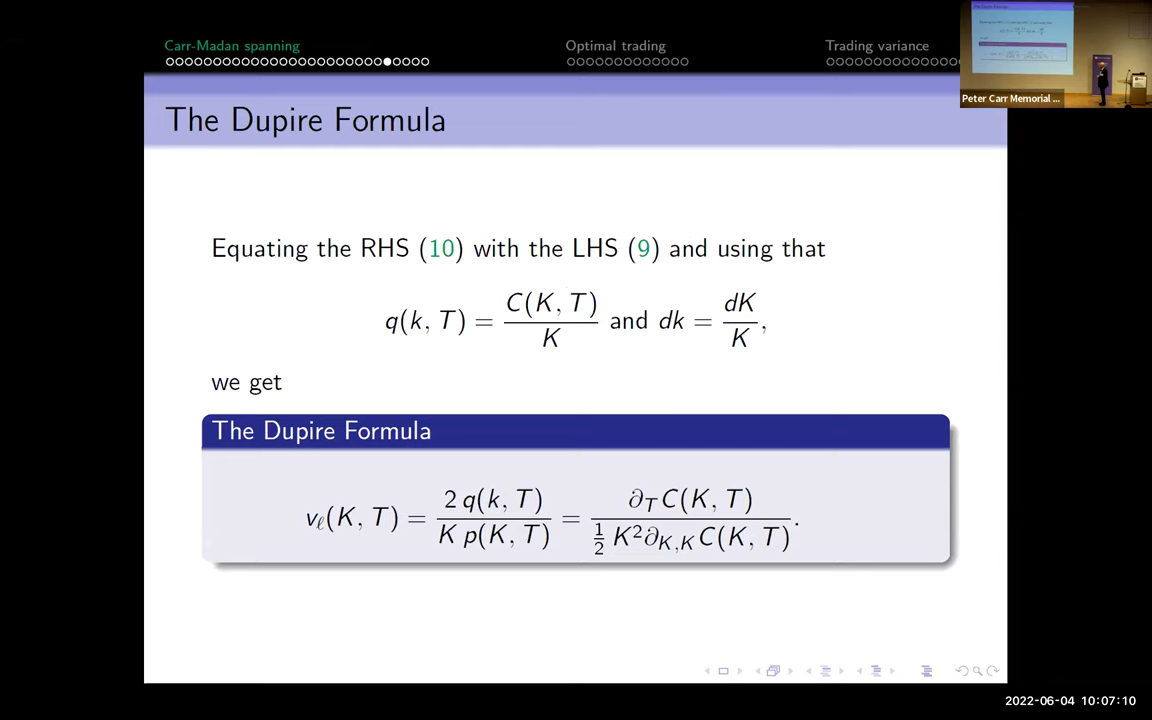 Carr-Madan spanning
Optimal trading
Trading variance
Peter Carr Memorial ...
The Dupire Formula
Equating the RHS (10) with the LHS (9) and using that
q(k, T) = C(K, T) / K and dk = dK / K,
we get
The Dupire Formula
vℓ(K, T) = 2 q(k, T) / K p(K, T) = ∂T C(K, T) / ½ K² ∂K,K C(K, T).
2022-06-04 10:07:10